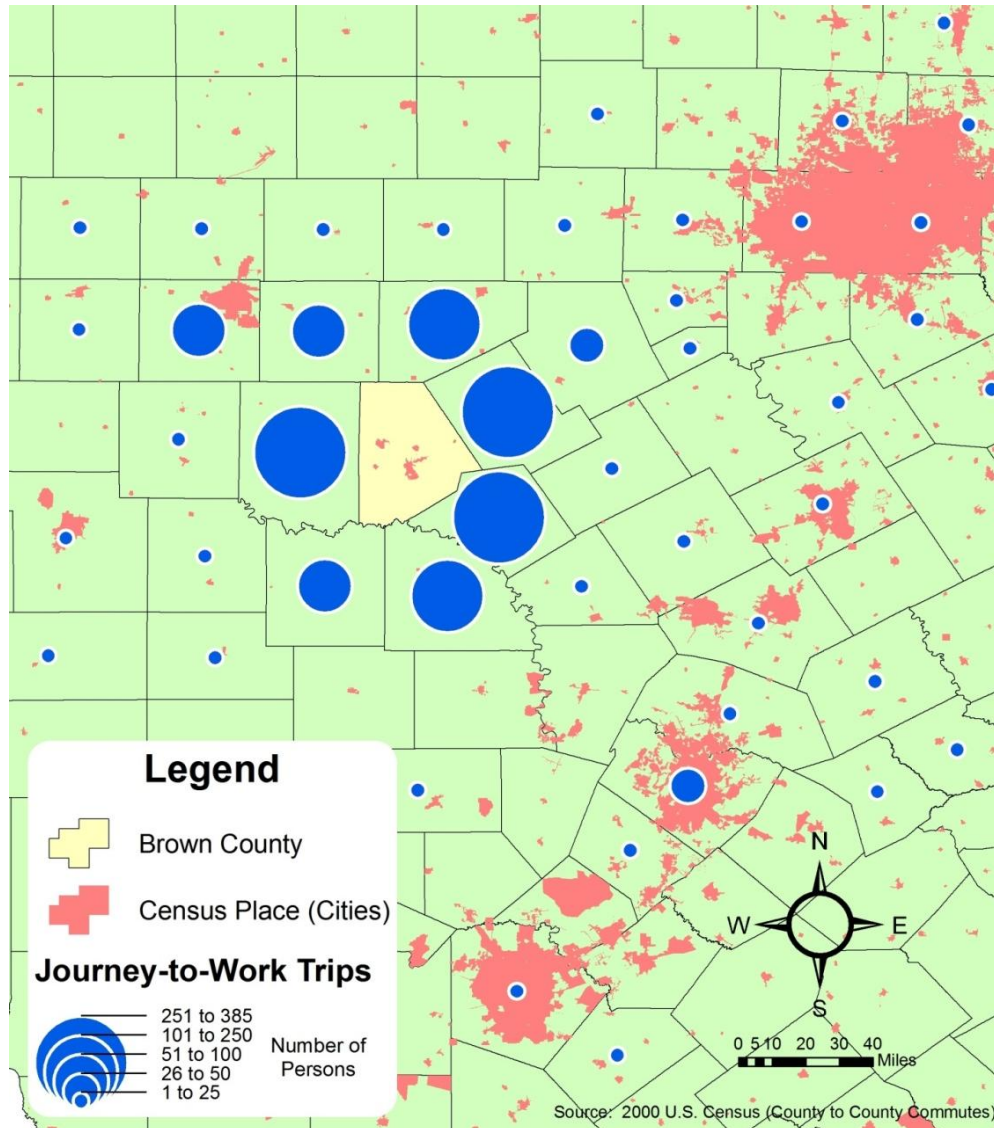 Legend
Brown County
Census Place (Cities)
Journey-to-Work Trips
251 to 385
101 to 250
51 to 100
26 to 50
1 to 25
Number of
Persons
N
W
E
S
0 5 10 20 30 40
Miles
Source: 2000 U.S. Census (County to County Commutes)